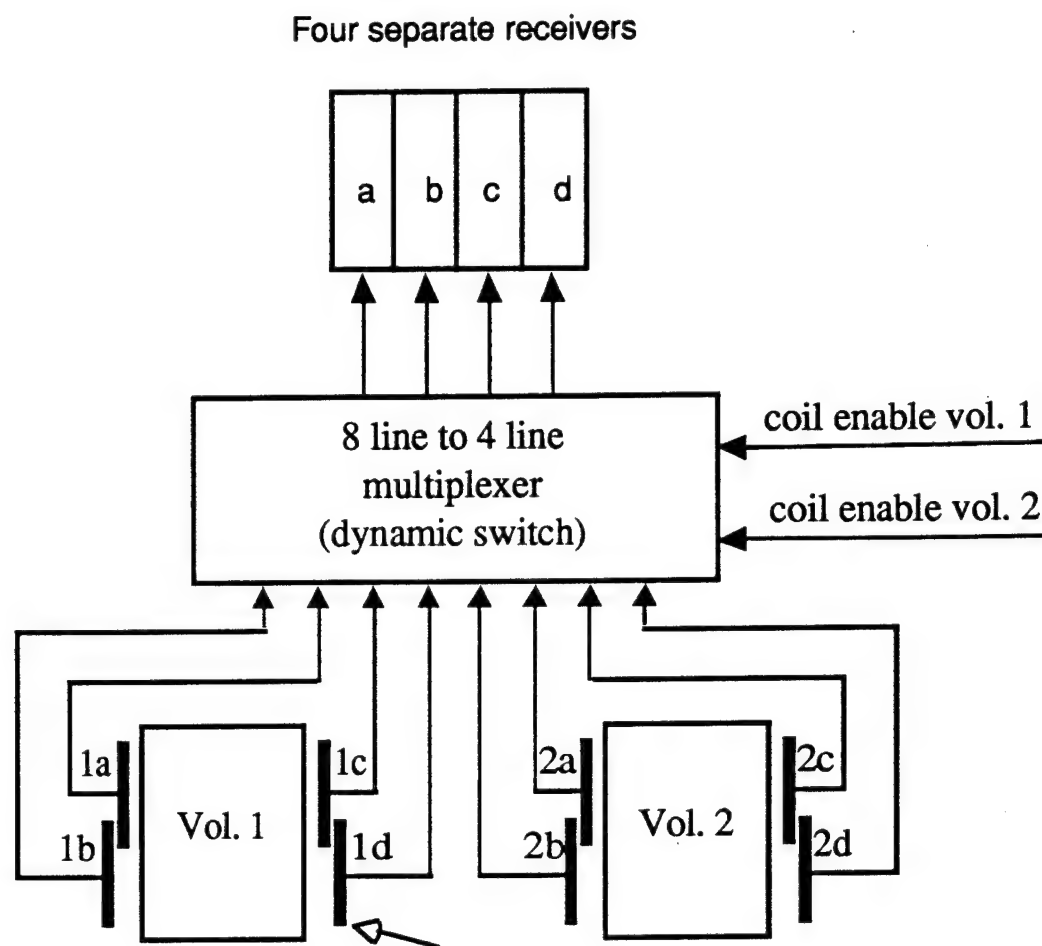 Four separate receivers
a b c d
8 line to 4 line
multiplexer
(dynamic switch)
coil enable vol. 1
coil enable vol. 2
1a
1b
Vol. 1
1c
1d
2a
2b
Vol. 2
2c
2d